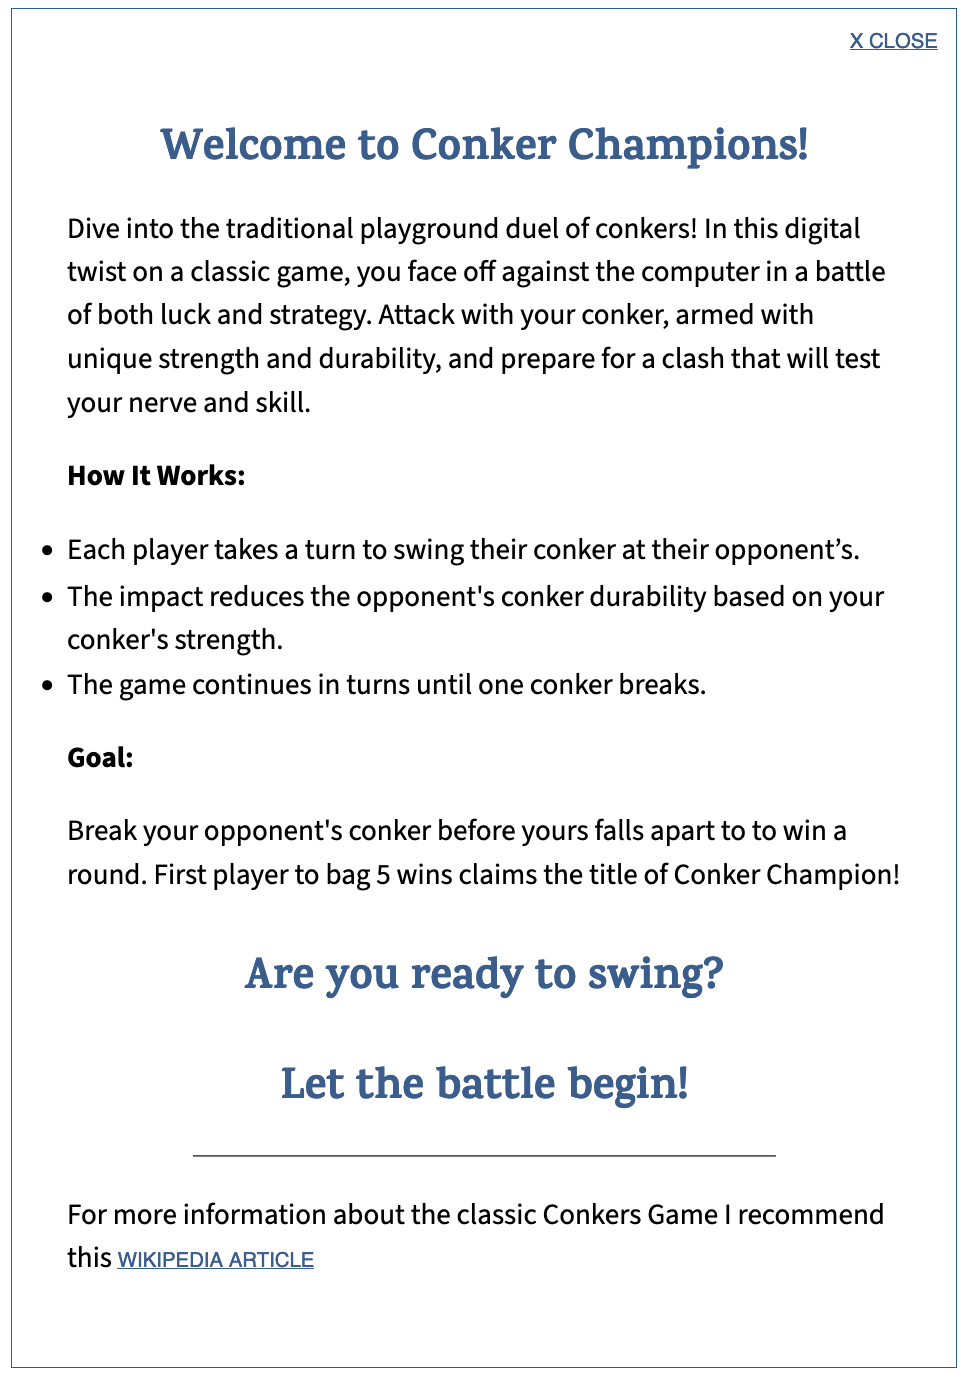 X CLOSE
Welcome to Conker Champions!
Dive into the traditional playground duel of conkers! In this digital
twist on a classic game, you face off against the computer in a battle
of both luck and strategy. Attack with your conker, armed with
unique strength and durability, and prepare for a clash that will test
your nerve and skill.
How It Works:
• Each player takes a turn to swing their conker at their opponent’s.
• The impact reduces the opponent's conker durability based on your
conker's strength.
• The game continues in turns until one conker breaks.
Goal:
Break your opponent's conker before yours falls apart to to win a
round. First player to bag 5 wins claims the title of Conker Champion!
Are you ready to swing?
Let the battle begin!
For more information about the classic Conkers Game I recommend
this WIKIPEDIA ARTICLE